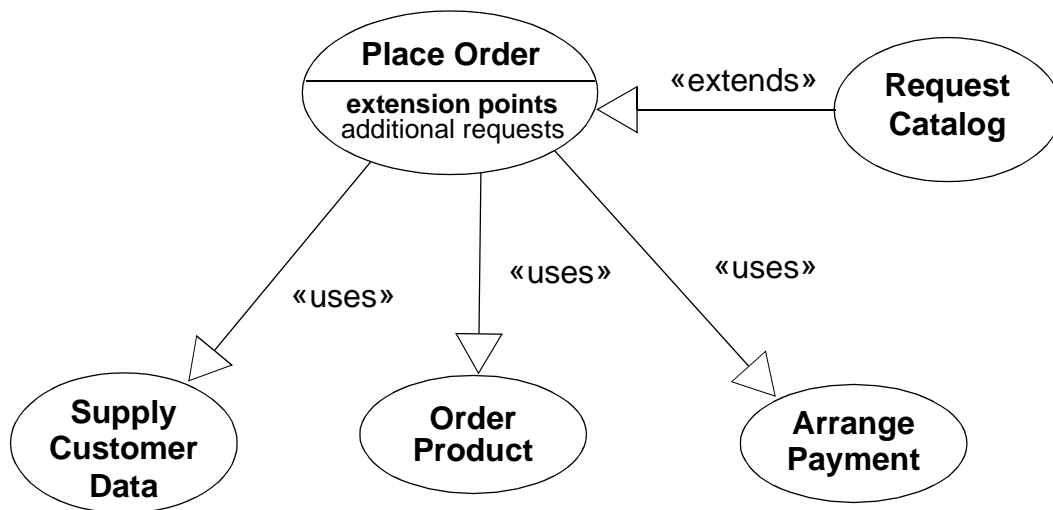 Place Order
extension points
additional requests
«extends»
Request
Catalog
«uses»
«uses»
«uses»
Supply
Customer
Data
Order
Product
Arrange
Payment